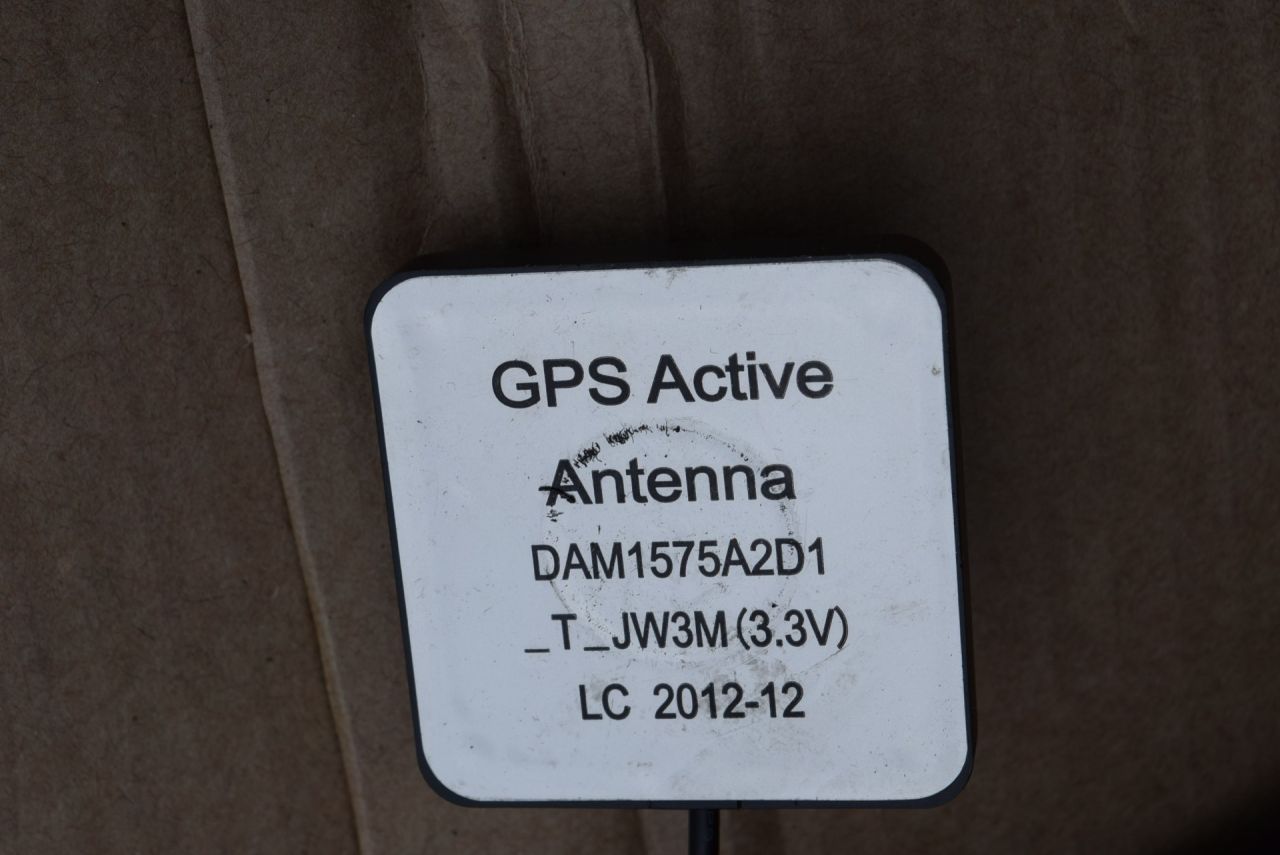 GPS Active
Antenna
DAM1575A2D1
_T_JW3M(3.3V)
LC 2012-12